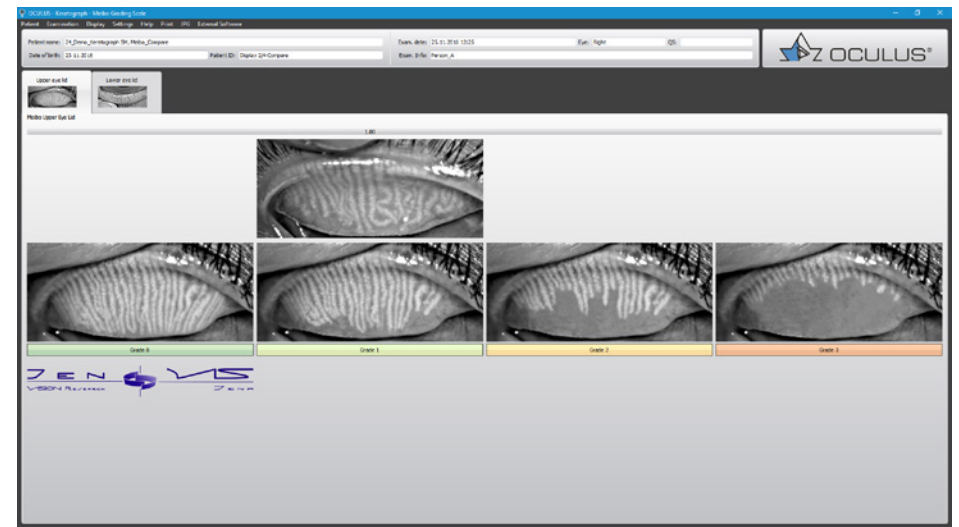 OCULUS - Keratograph - Meibo Grading Scale
Patient Examination Display Settings Help Print JPG External Software
Patient name: 24_Demo_Keratograph 5M, Meibo_Compare
Exam. date: 25.11.2016 10:25 Eye: Right QS:
Date of birth: 25.11.2016 Patient ID: Display 2/4-Compare
Exam. Info: Person_A
OCULUS®
Upper eye lid Lower eye lid
Meibo Upper Eye Lid
1.00
Grade 0 Grade 1 Grade 2 Grade 3
JENVIS
VISION Research Jena